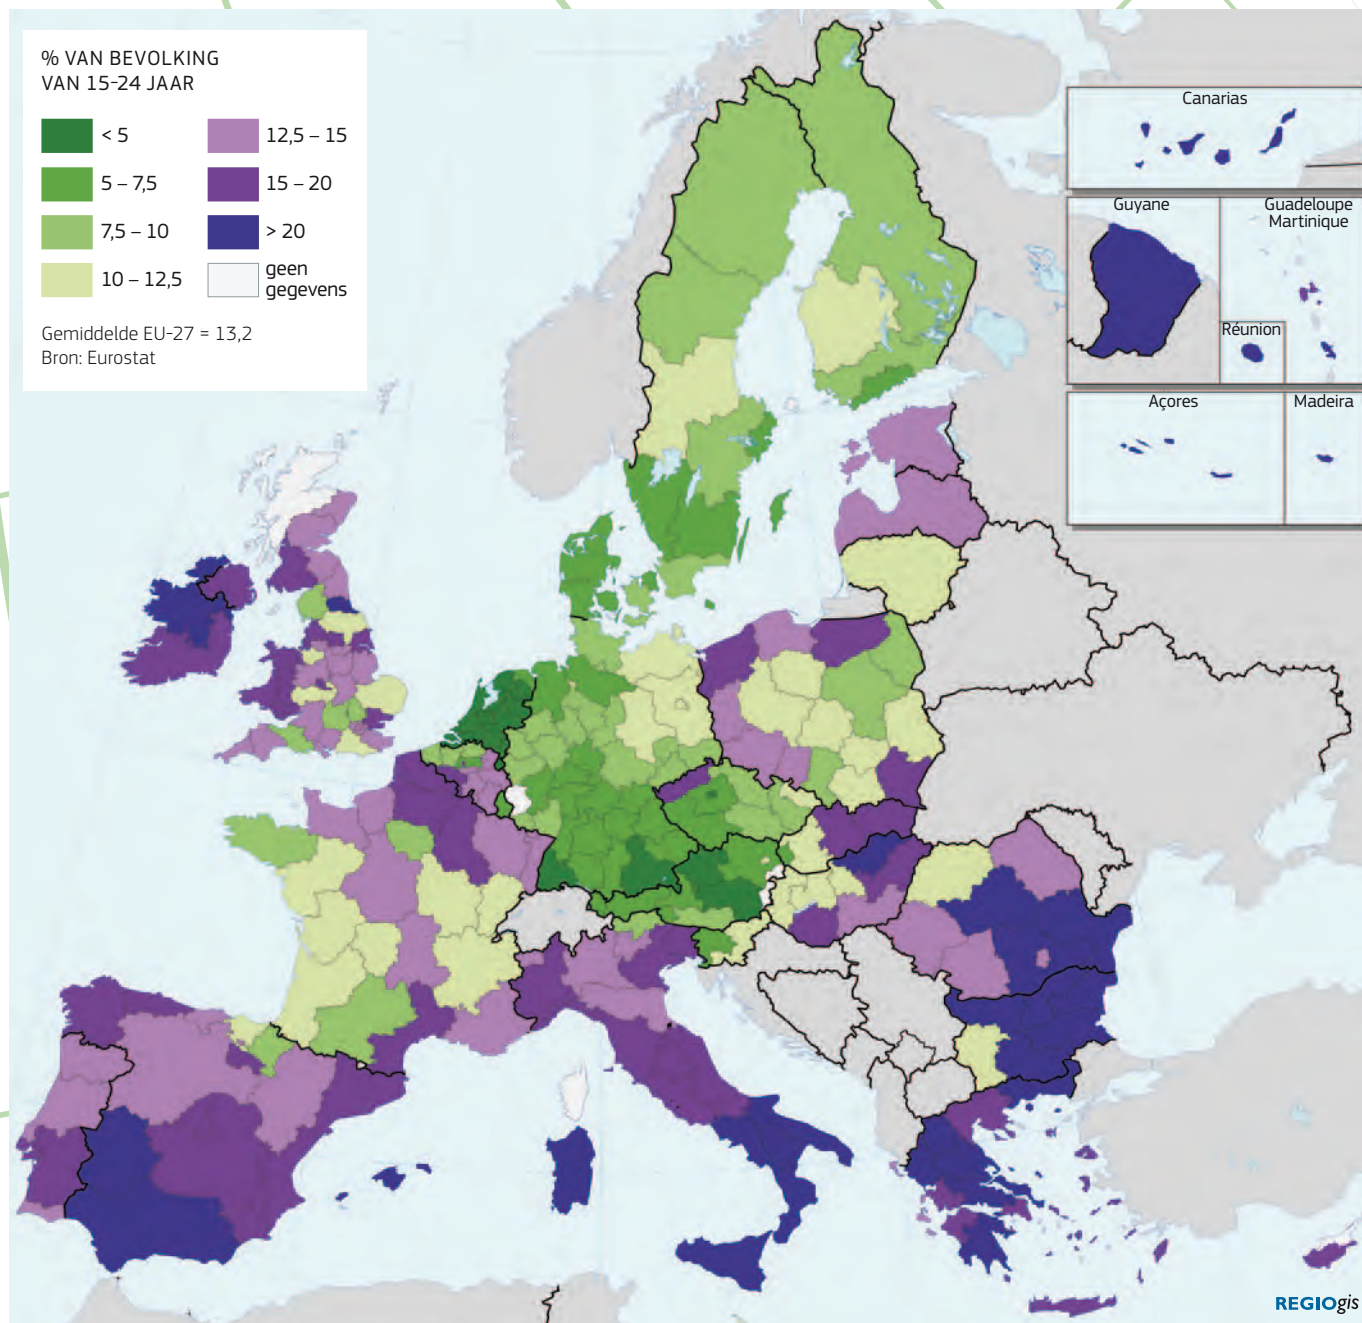 % VAN BEVOLKING
VAN 15-24 JAAR
< 5
5 – 7,5
7,5 – 10
10 – 12,5
12,5 – 15
15 – 20
> 20
geen
gegevens
Gemiddelde EU-27 = 13,2
Bron: Eurostat
Canarias
Guyane
Guadeloupe
Martinique
Réunion
Açores
Madeira
REGIOgis